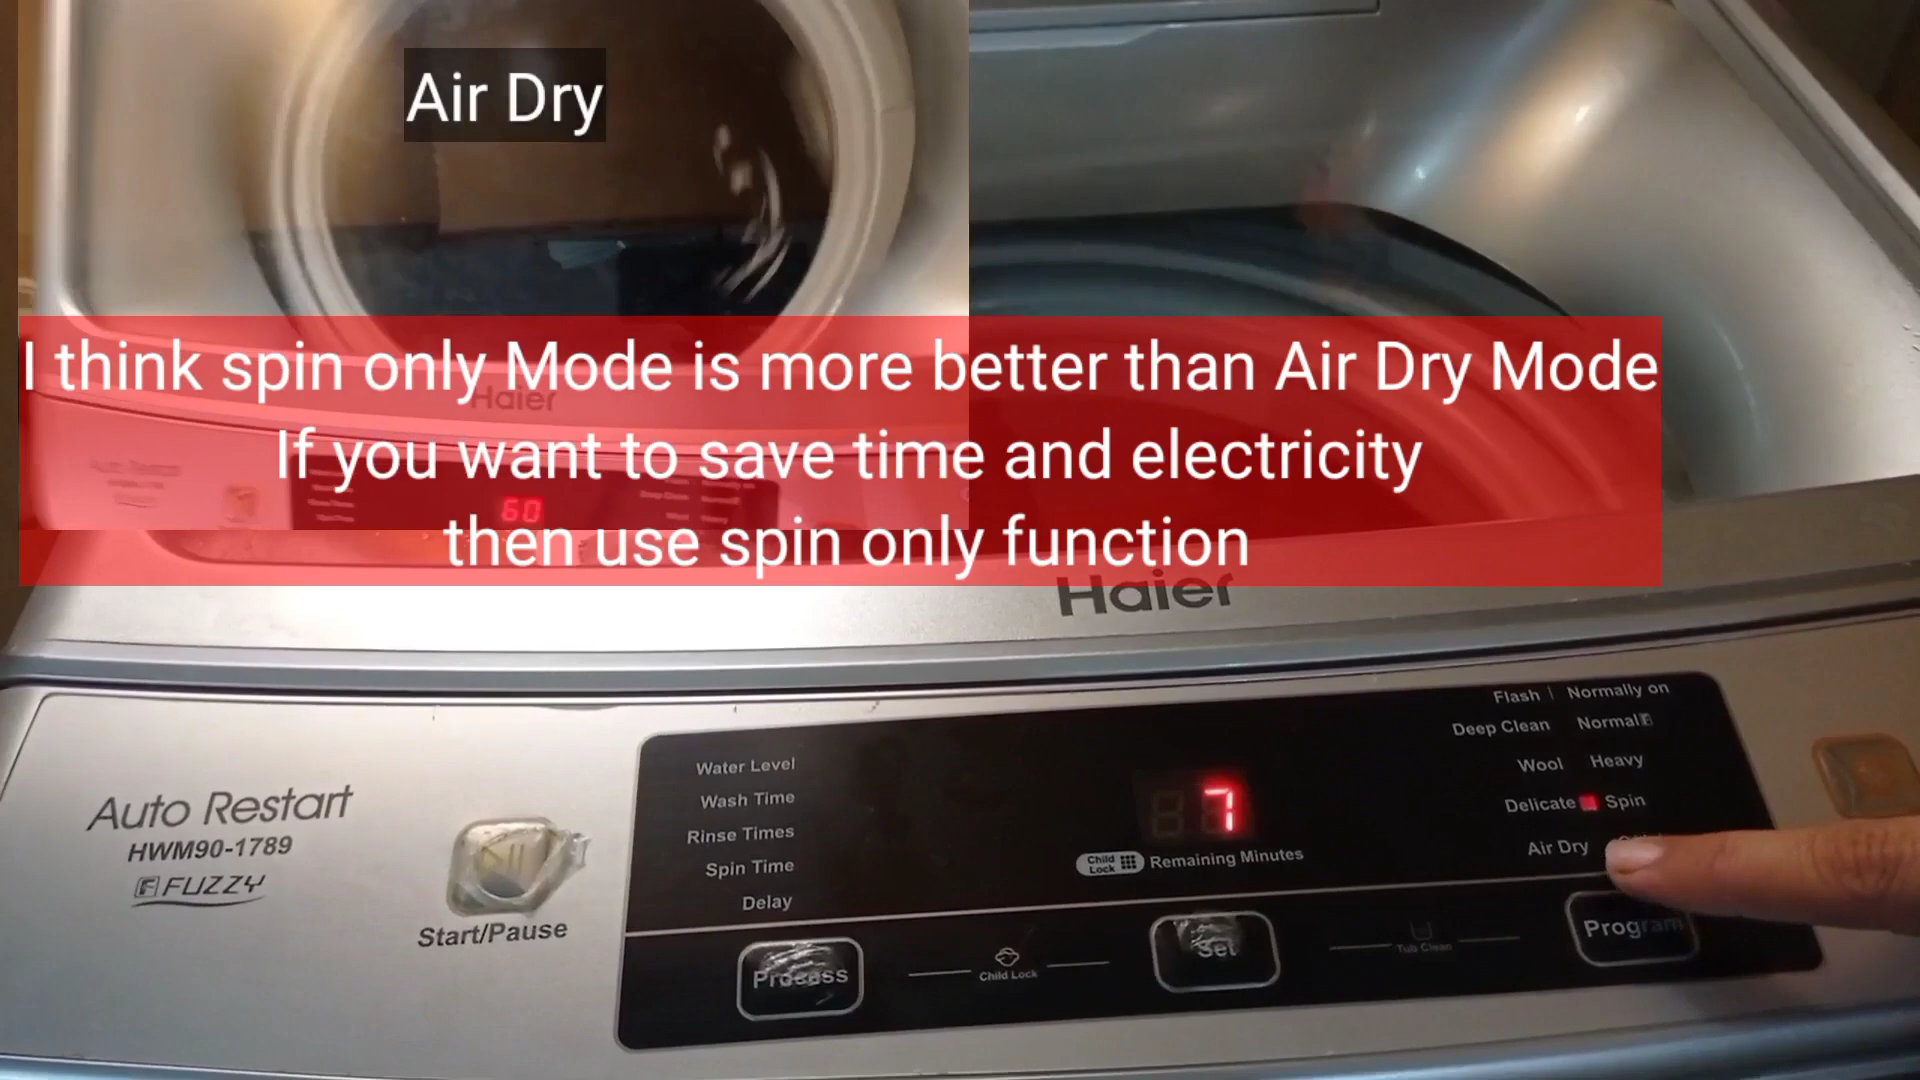 Air Dry
I think spin only Mode is more better than Air Dry Mode
If you want to save time and electricity
then use spin only function
Haier
60
Haier
Auto Restart
HWM90-1789
F FUZZY
Start/Pause
Water Level
Wash Time
Rinse Times
Spin Time
Delay
7
Child Lock
Remaining Minutes
Flash Normally on
Deep Clean Normal F
Wool Heavy
Delicate Spin
Air Dry
Process
Child Lock
Set
Tub Clean
Program